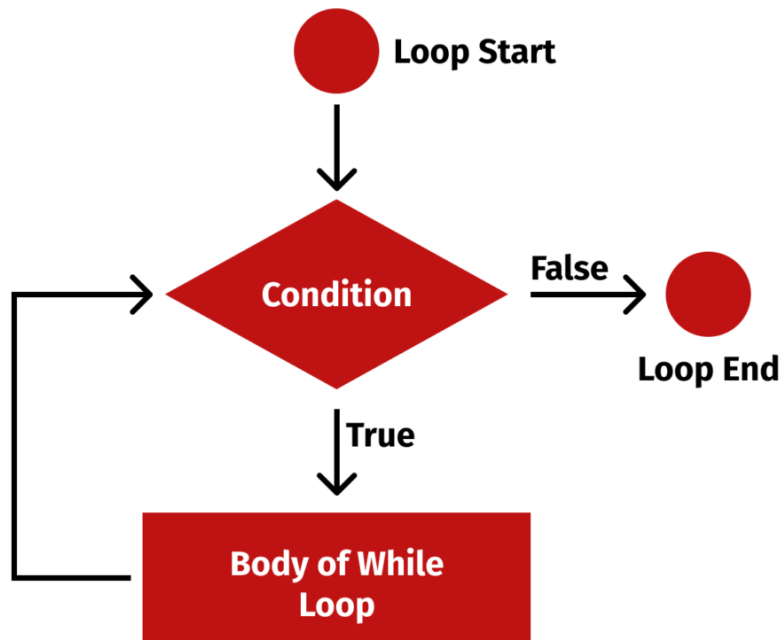 Loop Start
Condition
False
Loop End
True
Body of While
Loop